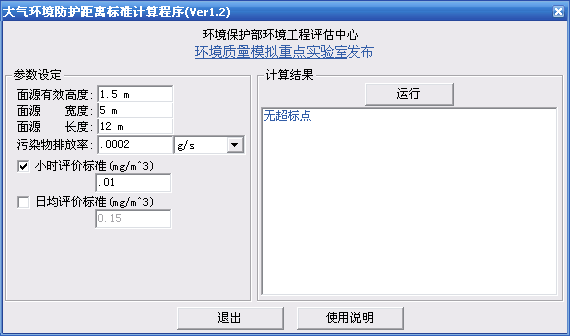 大气环境防护距离标准计算程序(Ver1.2)
环境保护部环境工程评估中心
环境质量模拟重点实验室发布
参数设定
面源有效高度: 1.5 m
面源 宽度: 5 m
面源 长度: 12 m
污染物排放率: .0002 g/s
小时评价标准(mg/m^3)
.01
日均评价标准(mg/m^3)
0.15
计算结果
运行
无超标点
退出 使用说明